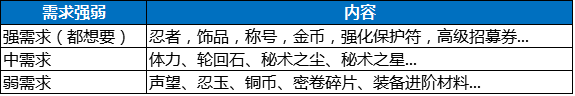 需求强弱 内容
强需求（都想要） 忍者，饰品，称号，金币，强化保护符，高级招募券...
中需求 体力、轮回石、秘术之尘、秘术之星...
弱需求 声望、忍玉、铜币、密卷碎片、装备进阶材料...